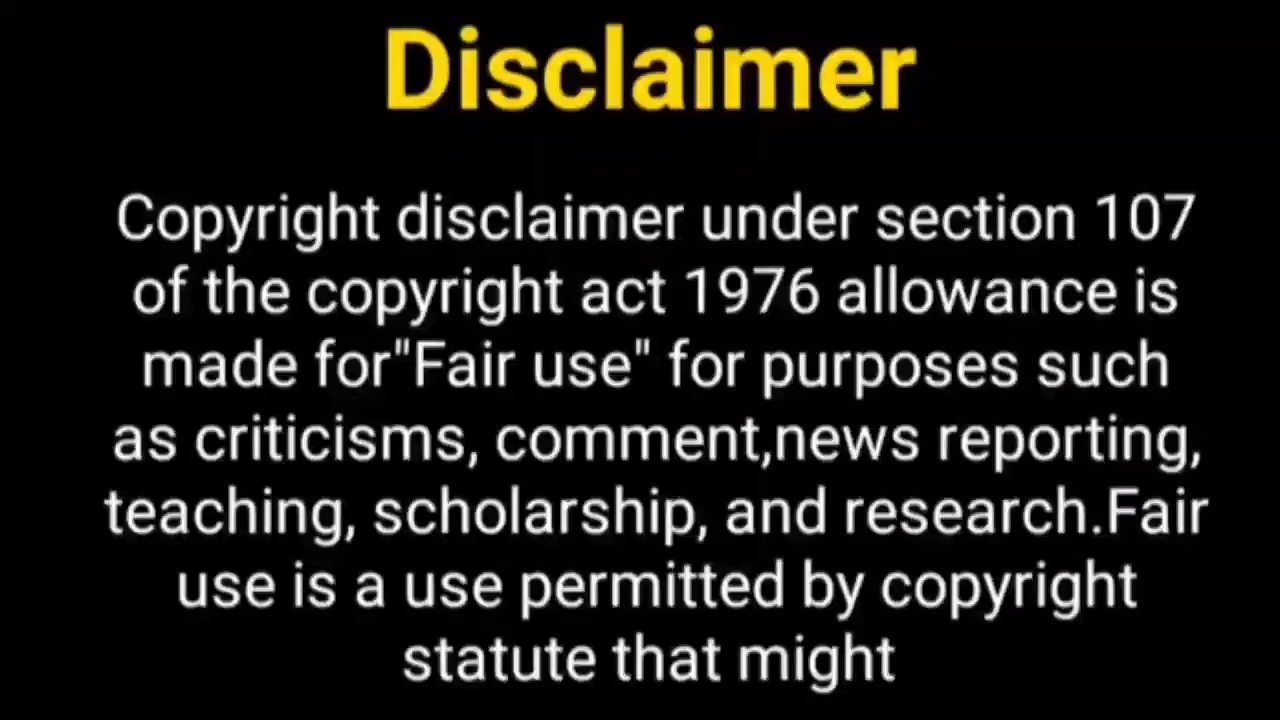 Disclaimer
Copyright disclaimer under section 107
of the copyright act 1976 allowance is
made for"Fair use" for purposes such
as criticisms, comment,news reporting,
teaching, scholarship, and research.Fair
use is a use permitted by copyright
statute that might